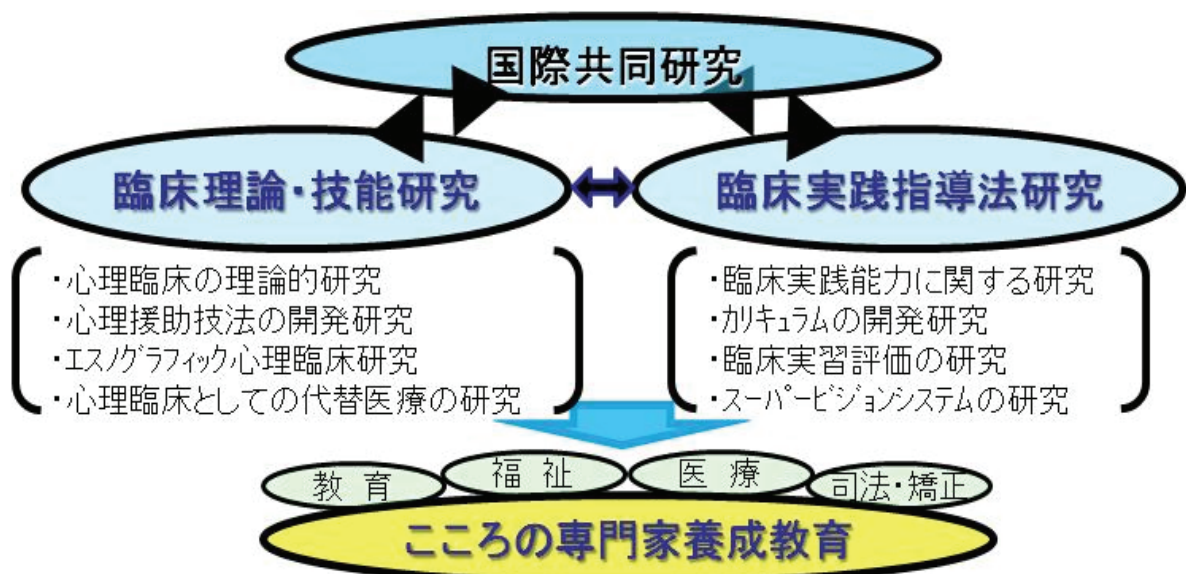 国際共同研究
臨床理論・技能研究
臨床実践指導法研究
・心理臨床の理論的研究
・心理援助技法の開発研究
・エスノグラフィック心理臨床研究
・心理臨床としての代替医療の研究
・臨床実践能力に関する研究
・カリキュラムの開発研究
・臨床実習評価の研究
・スーパービジョンシステムの研究
教育
福祉
医療
司法・矯正
こころの専門家養成教育